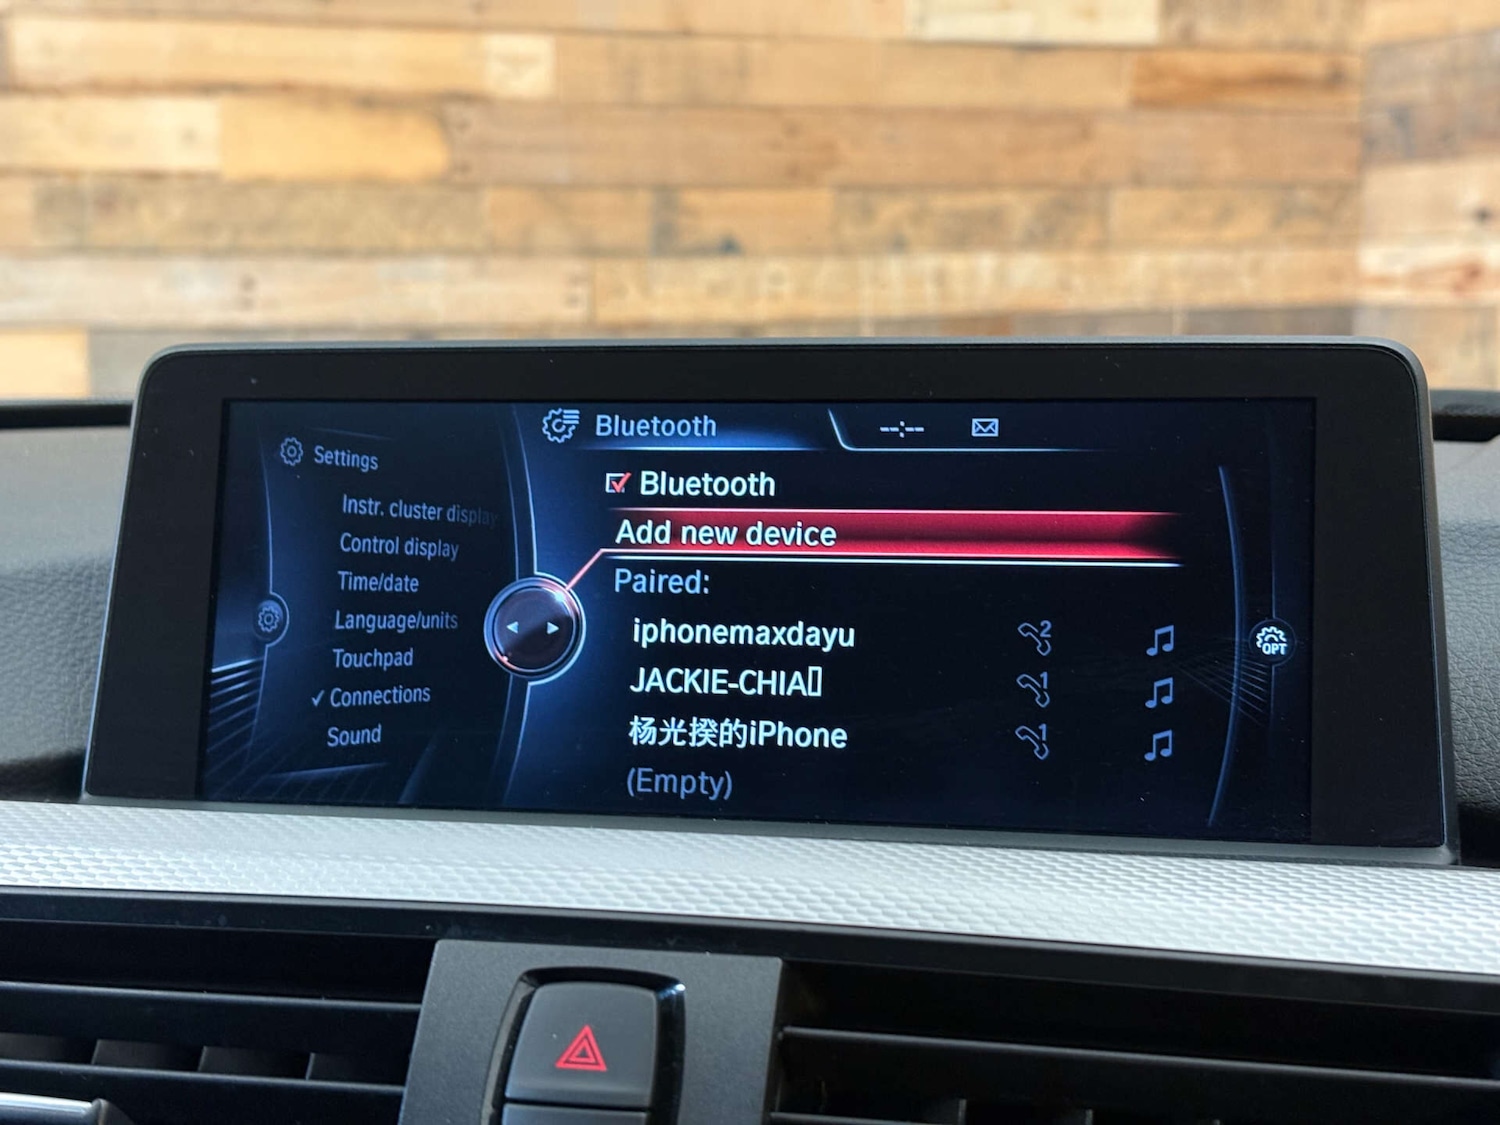 Settings
Instr. cluster display
Control display
Time/date
Language/units
Touchpad
✓ Connections
Sound
Bluetooth
--:--
Bluetooth
Add new device
Paired:
iphonemaxdayu 2
JACKIE-CHIA▯ 1
杨光揆的iPhone 1
(Empty)
OPT